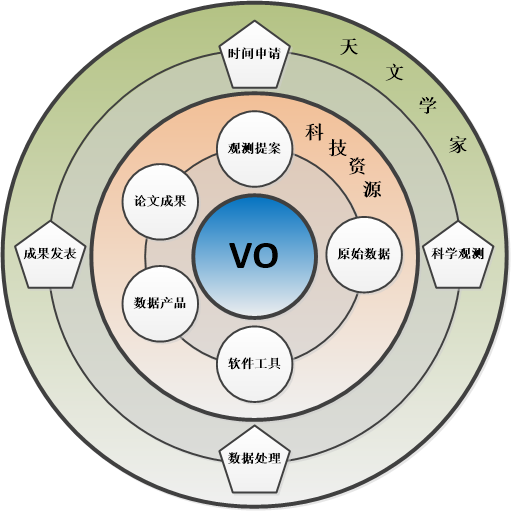 时间申请
天文学家
科技资源
观测提案
论文成果
成果发表
VO
原始数据
科学观测
数据产品
软件工具
数据处理